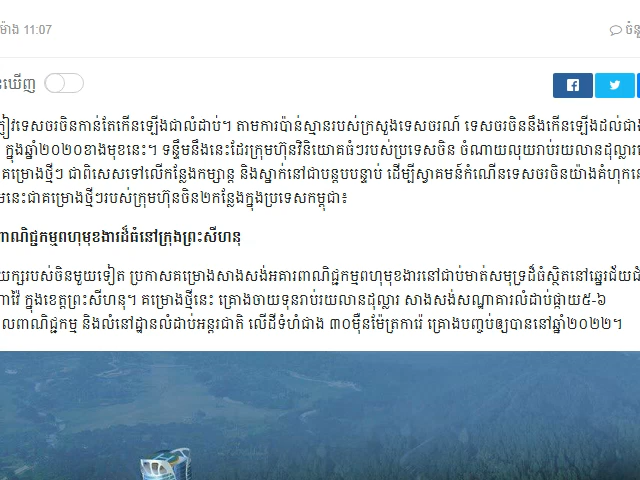 ម៉ោង 11:07
ឃើញ
ភ្ញៀវទេសចរចិនកាន់តែកើនឡើងជាលំដាប់។ តាមការប៉ាន់ស្មានរបស់ក្រសួងទេសចរណ៍ ទេសចរចិននឹងកើនឡើងដល់ជាង
ក្នុងឆ្នាំ២០២០ខាងមុខនេះ។ ទន្ទឹមនឹងនេះដែរក្រុមហ៊ុនវិនិយោគធំៗរបស់ប្រទេសចិន ចំណាយលុយរាប់រយលានដុល្លារ
គម្រោងថ្មីៗ ជាពិសេសទៅលើកន្លែងកម្សាន្ត និងស្នាក់នៅជាបន្តបបន្ទាប់ ដើម្បីស្វាគមន៍កំណើនទេសចរចិនយ៉ាងគំហុក
នេះជាគម្រោងថ្មីៗរបស់ក្រុមហ៊ុនចិន២កន្លែងក្នុងប្រទេសកម្ពុជា៖
ពាណិជ្ជកម្មពហុមុខងារដ៏ធំនៅក្រុងព្រះសីហនុ
យក្សរបស់ចិនមួយទៀត ប្រកាសគម្រោងសាងសង់អគារពាណិជ្ជកម្មពហុមុខងារនៅជាប់មាត់សមុទ្រដ៏ធំស្ថិតនៅឆ្នេរជ័យជំ
ក្នុងខេត្តព្រះសីហនុ។ គម្រោងថ្មីនេះ គ្រោងចាយទុនរាប់រយលានដុល្លារ សាងសង់សណ្ឋាគារលំដាប់ផ្កាយ៥-៦
ពាណិជ្ជកម្ម និងលំនៅដ្ឋានលំដាប់អន្តរជាតិ លើដីទំហំជាង ៣០ម៉ឺនម៉ែត្រការ៉េ គ្រោងបញ្ចប់ឲ្យបាននៅឆ្នាំ២០២២។